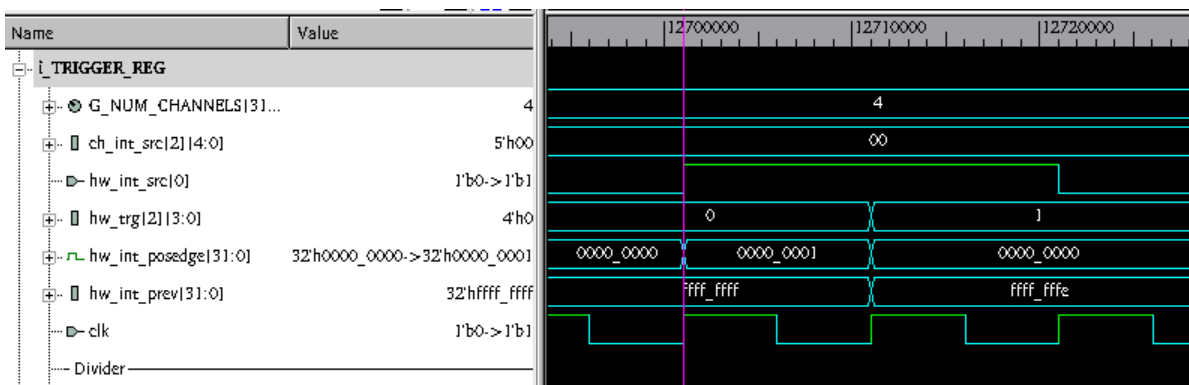 Name Value 12700000 12710000 12720000
i_TRIGGER_REG
G_NUM_CHANNELS[31... 4 4
ch_int_src[2][4:0] 5'h00 00
hw_int_src[0] 1'b0->1'b1
hw_trg[2][3:0] 4'h0 0 1
hw_int_posedge[31:0] 32'h0000_0000->32'h0000_0001 0000_0000 0000_0001 0000_0000
hw_int_prev[31:0] 32'hffff_ffff ffff_ffff ffff_fffe
clk 1'b0->1'b1
Divider